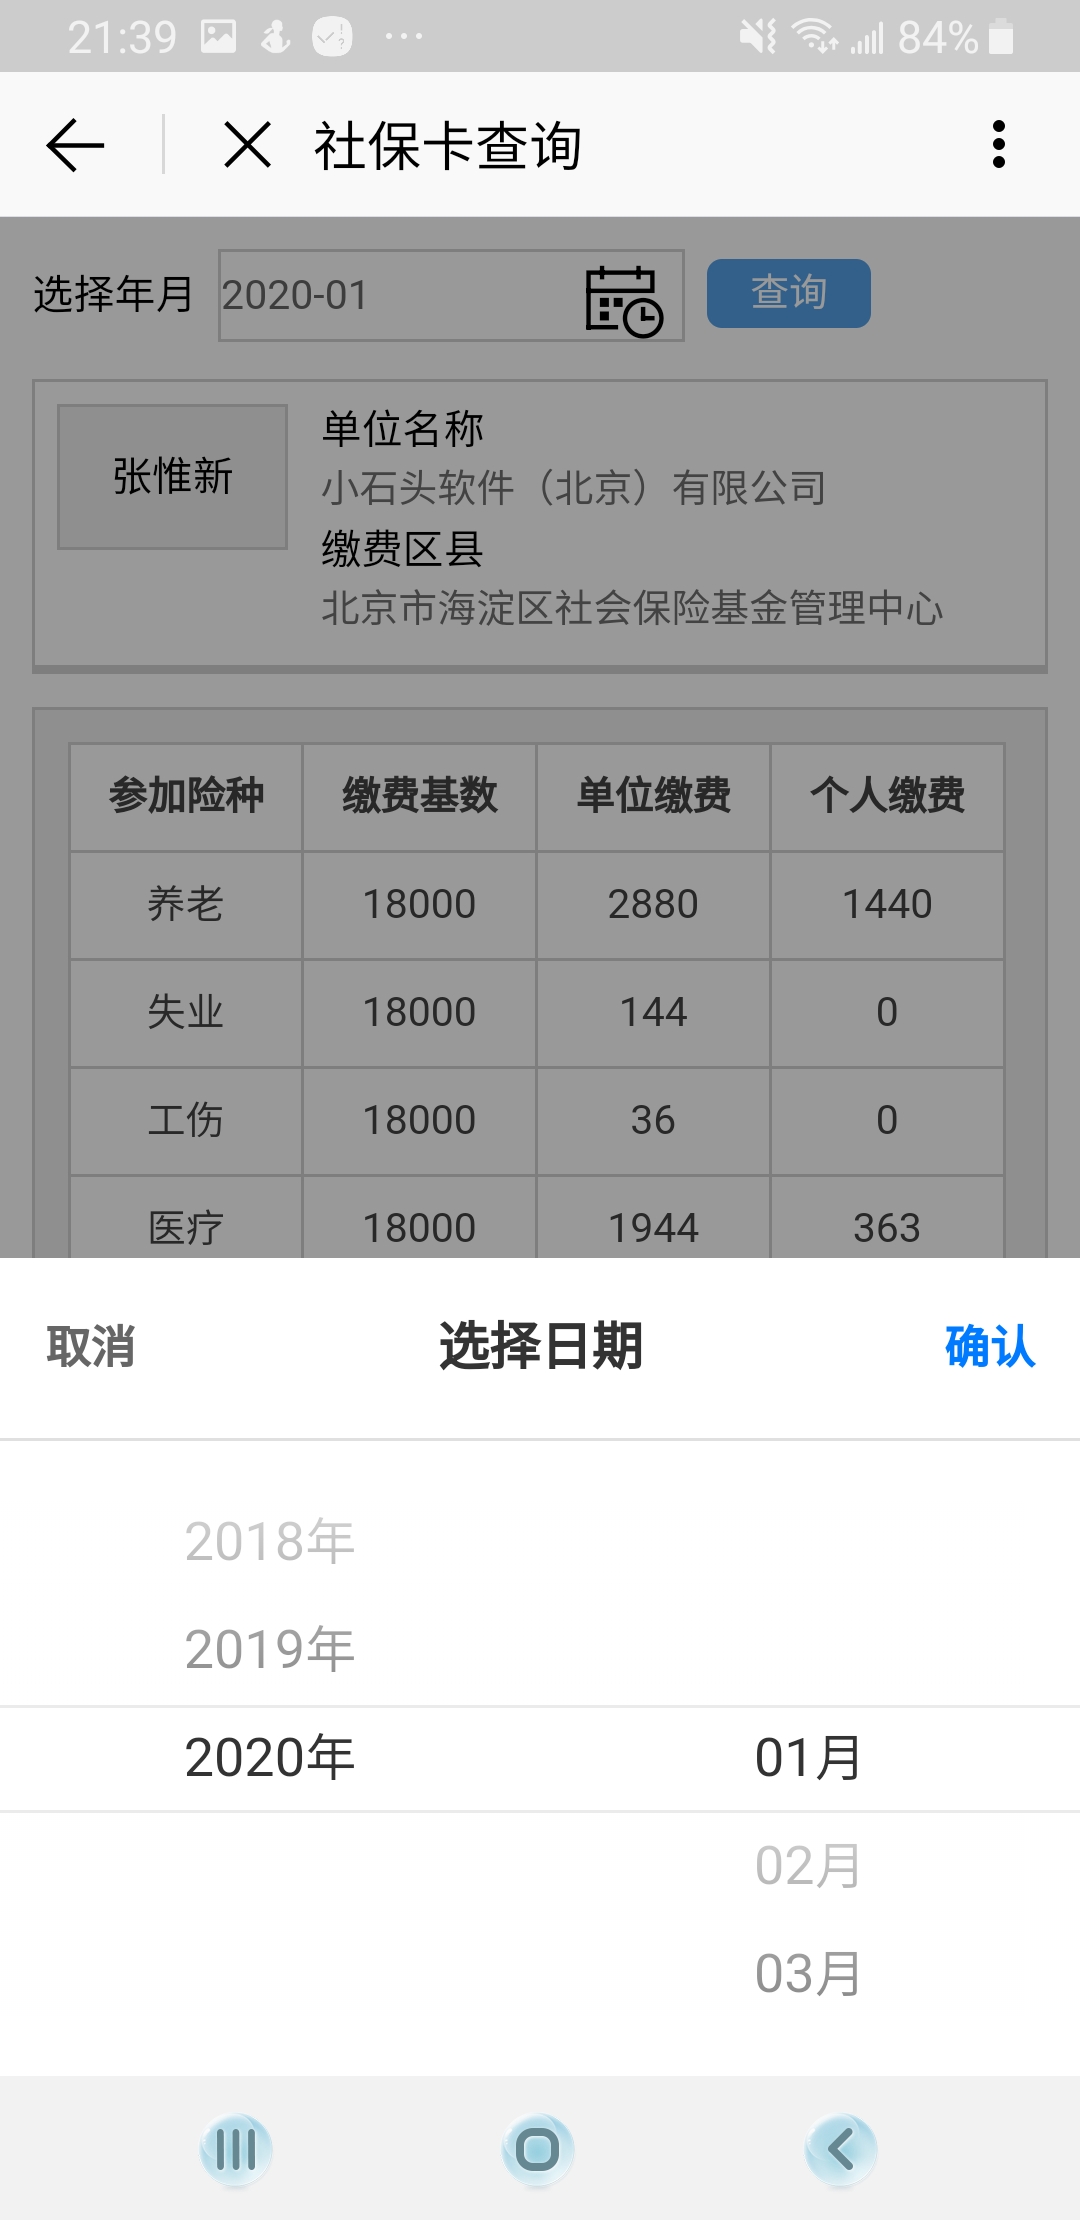 21:39 84%
社保卡查询
选择年月 2020-01 查询
张惟新
单位名称
小石头软件（北京）有限公司
缴费区县
北京市海淀区社会保险基金管理中心
参加险种 缴费基数 单位缴费 个人缴费
养老 18000 2880 1440
失业 18000 144 0
工伤 18000 36 0
医疗 18000 1944 363
取消 选择日期 确认
2018年
2019年
2020年 01月
02月
03月